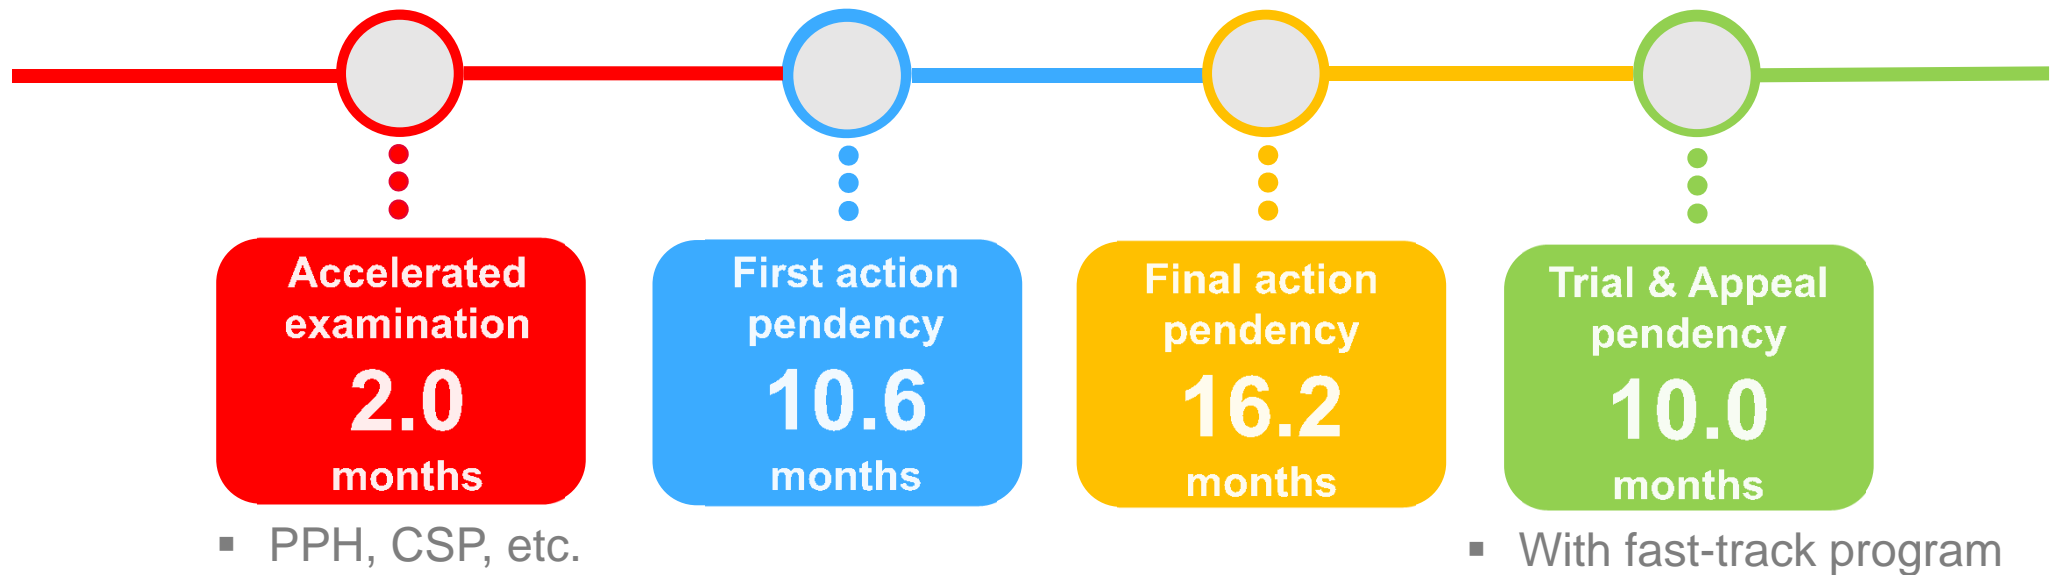 Accelerated
examination
2.0
months
▪ PPH, CSP, etc.
First action
pendency
10.6
months
Final action
pendency
16.2
months
Trial & Appeal
pendency
10.0
months
▪ With fast-track program